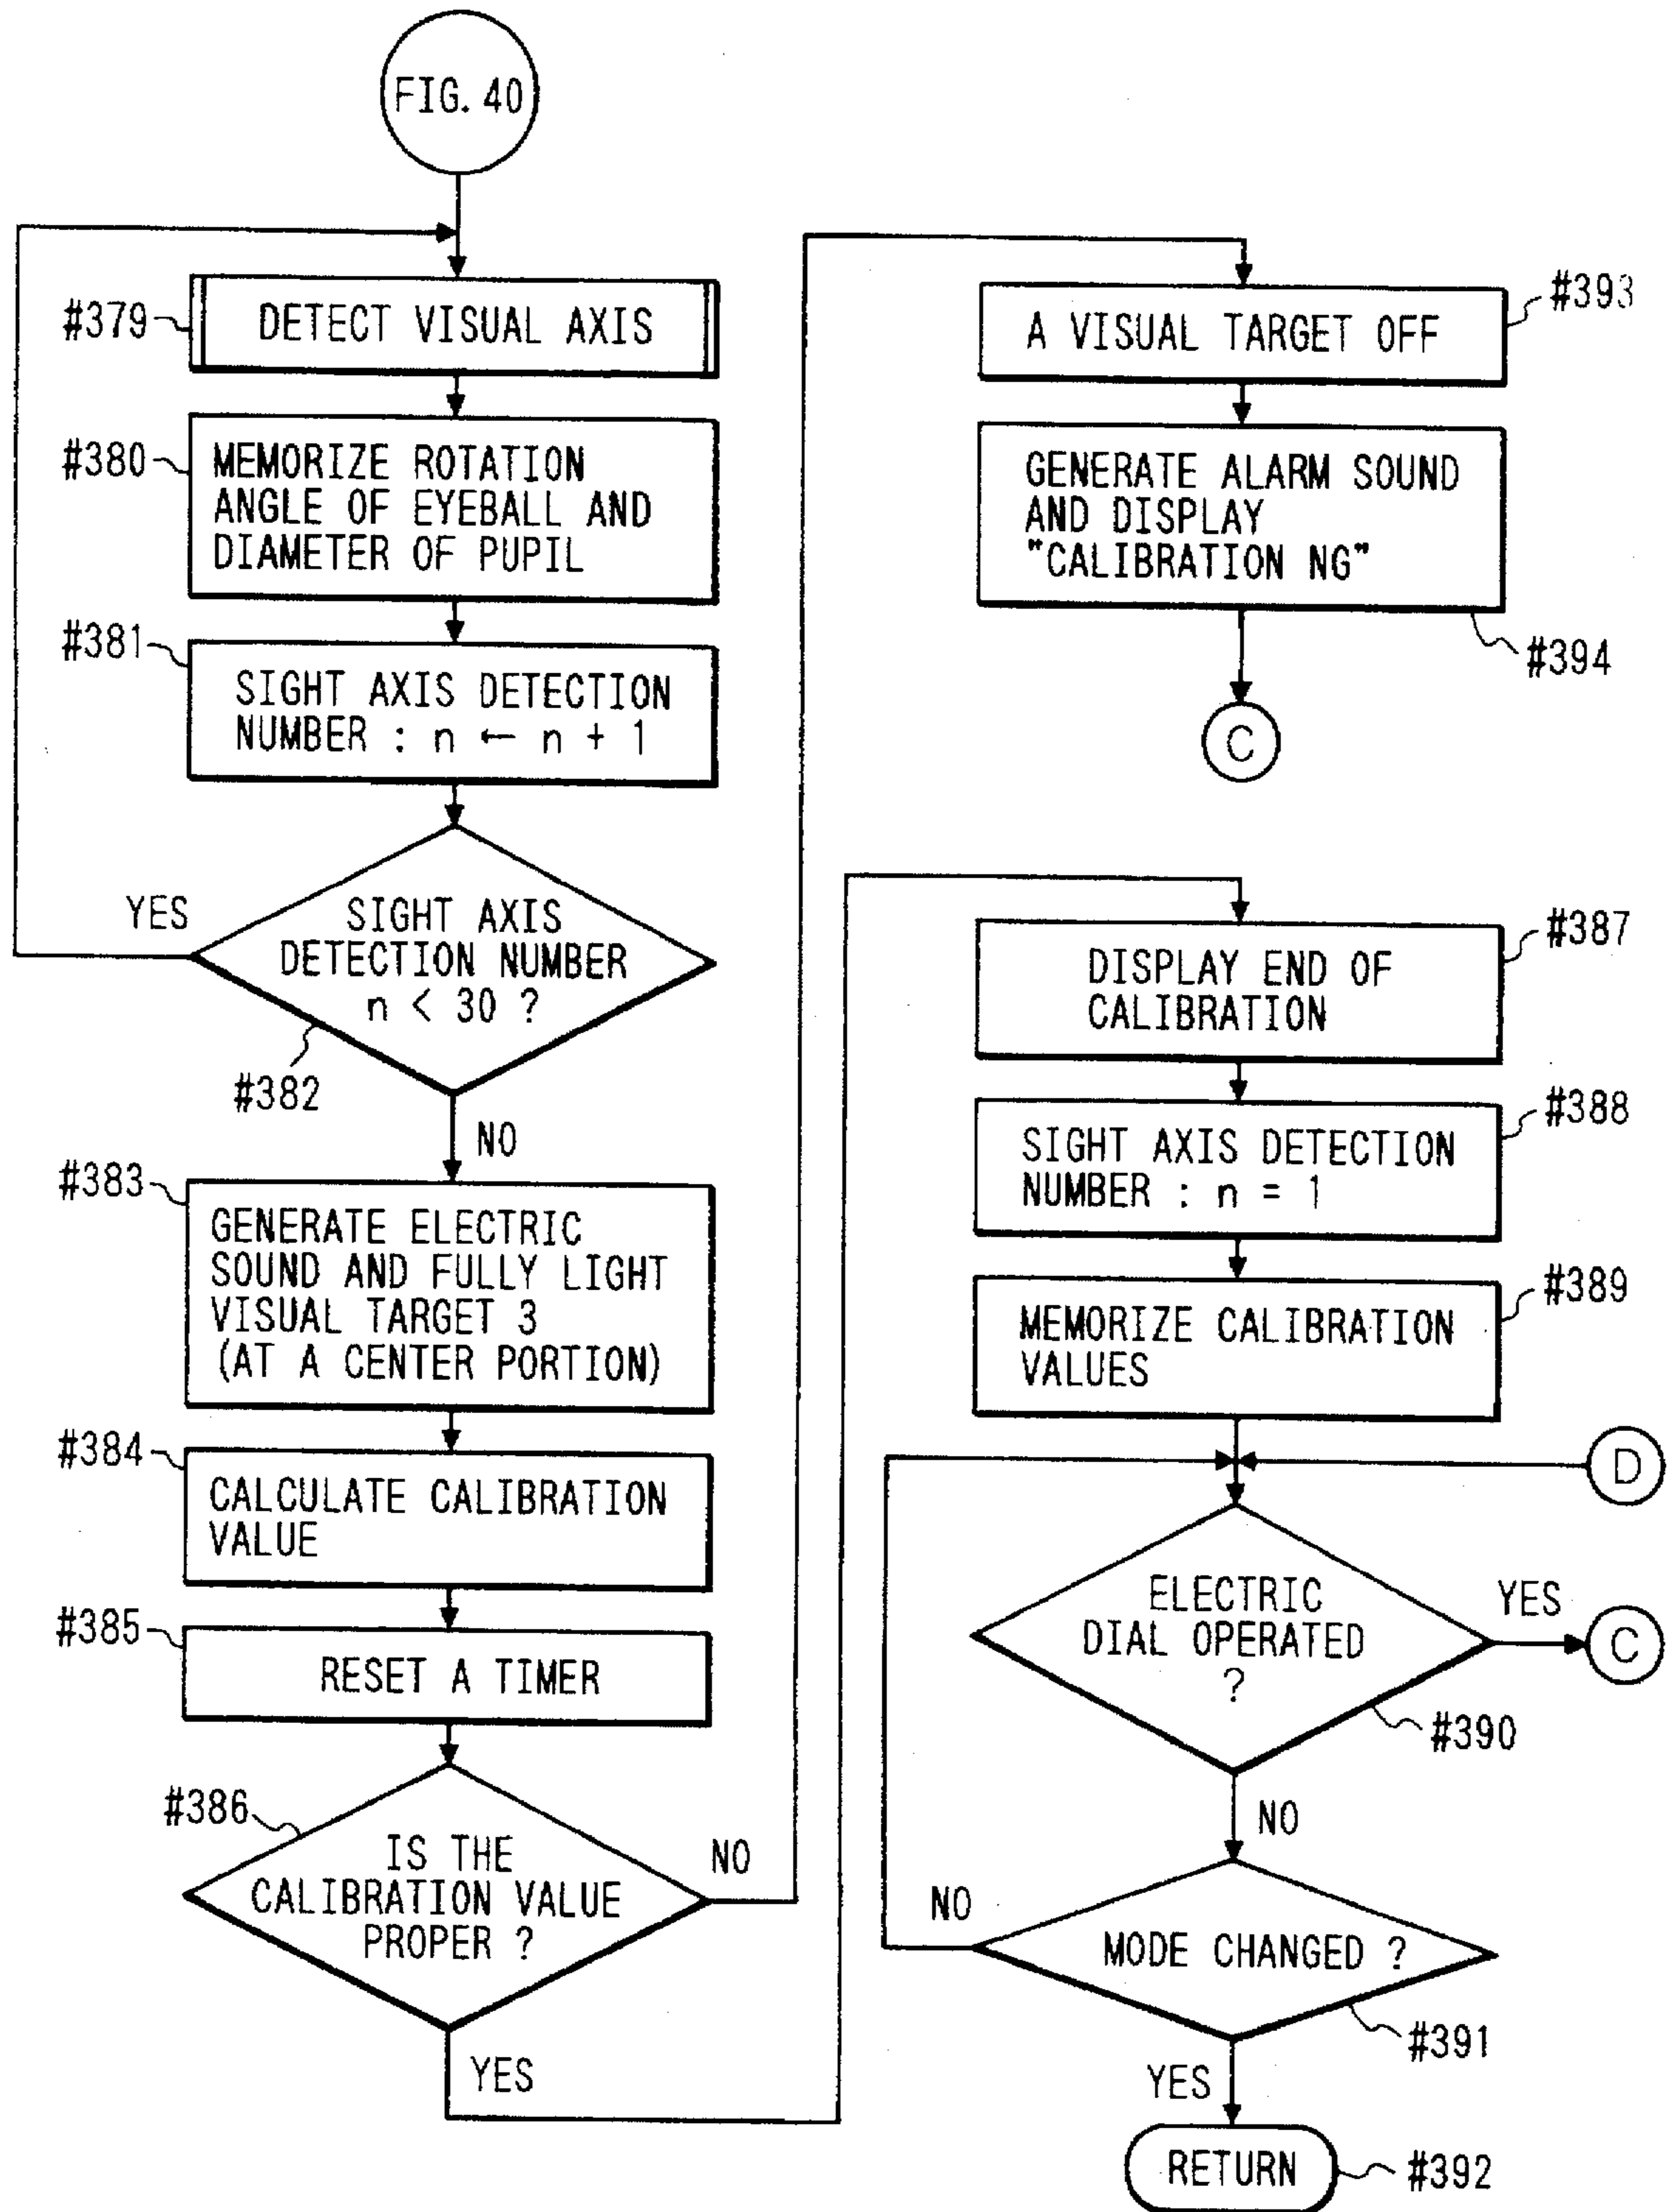 FIG. 40
#379
DETECT VISUAL AXIS
#380
MEMORIZE ROTATION
ANGLE OF EYEBALL AND
DIAMETER OF PUPIL
#381
SIGHT AXIS DETECTION
NUMBER : n ← n + 1
YES
SIGHT AXIS
DETECTION NUMBER
n < 30 ?
#382
NO
#383
GENERATE ELECTRIC
SOUND AND FULLY LIGHT
VISUAL TARGET 3
(AT A CENTER PORTION)
#384
CALCULATE CALIBRATION
VALUE
#385
RESET A TIMER
#386
IS THE
CALIBRATION VALUE
PROPER ?
NO
YES
#393
A VISUAL TARGET OFF
GENERATE ALARM SOUND
AND DISPLAY
"CALIBRATION NG"
#394
C
#387
DISPLAY END OF
CALIBRATION
#388
SIGHT AXIS DETECTION
NUMBER : n = 1
#389
MEMORIZE CALIBRATION
VALUES
D
ELECTRIC
DIAL OPERATED
?
YES
C
#390
NO
NO
MODE CHANGED ?
#391
YES
RETURN
#392